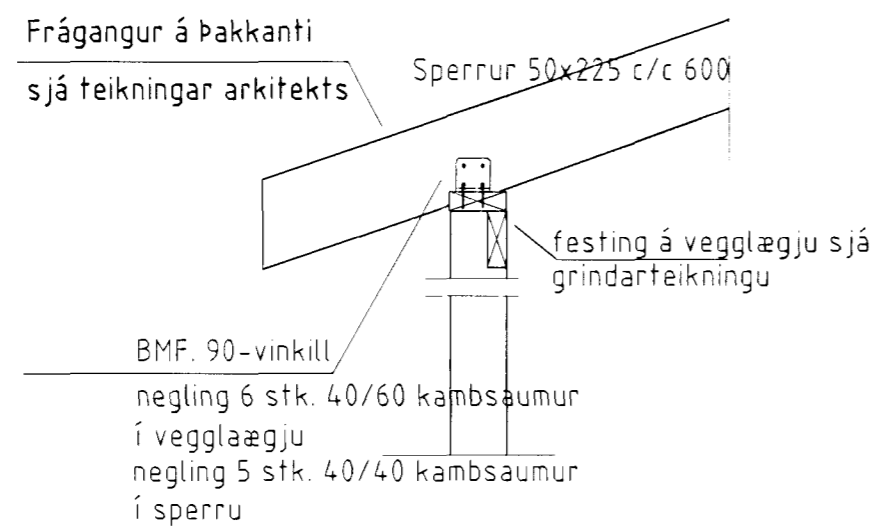 Frágangur á þakkanti
sjá teikningar arkitekts
Sperrur 50x225 c/c 600
festing á vegglægju sjá
grindarteikningu
BMF. 90-vinkill
negling 6 stk. 40/60 kambsaumur
í vegglaægju
negling 5 stk. 40/40 kambsaumur
í sperru